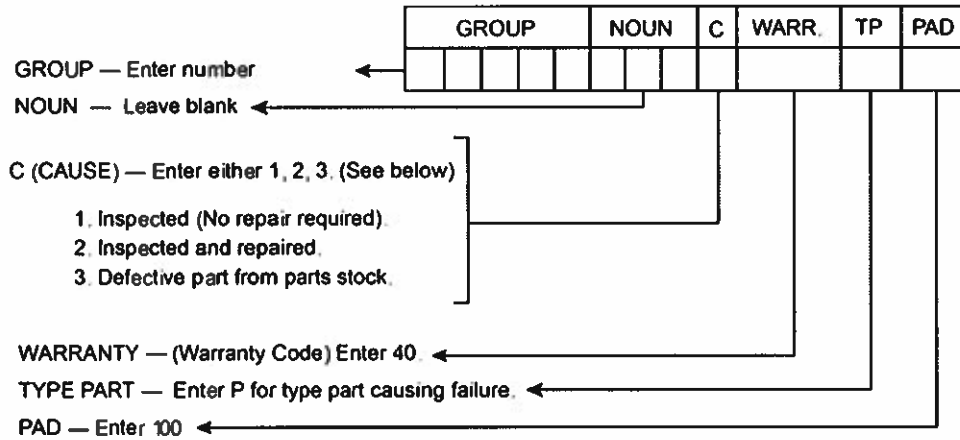 GROUP NOUN C WARR. TP PAD
GROUP — Enter number
NOUN — Leave blank
C (CAUSE) — Enter either 1, 2, 3. (See below)
1. Inspected (No repair required).
2. Inspected and repaired.
3. Defective part from parts stock.
WARRANTY — (Warranty Code) Enter 40.
TYPE PART — Enter P for type part causing failure.
PAD — Enter 100